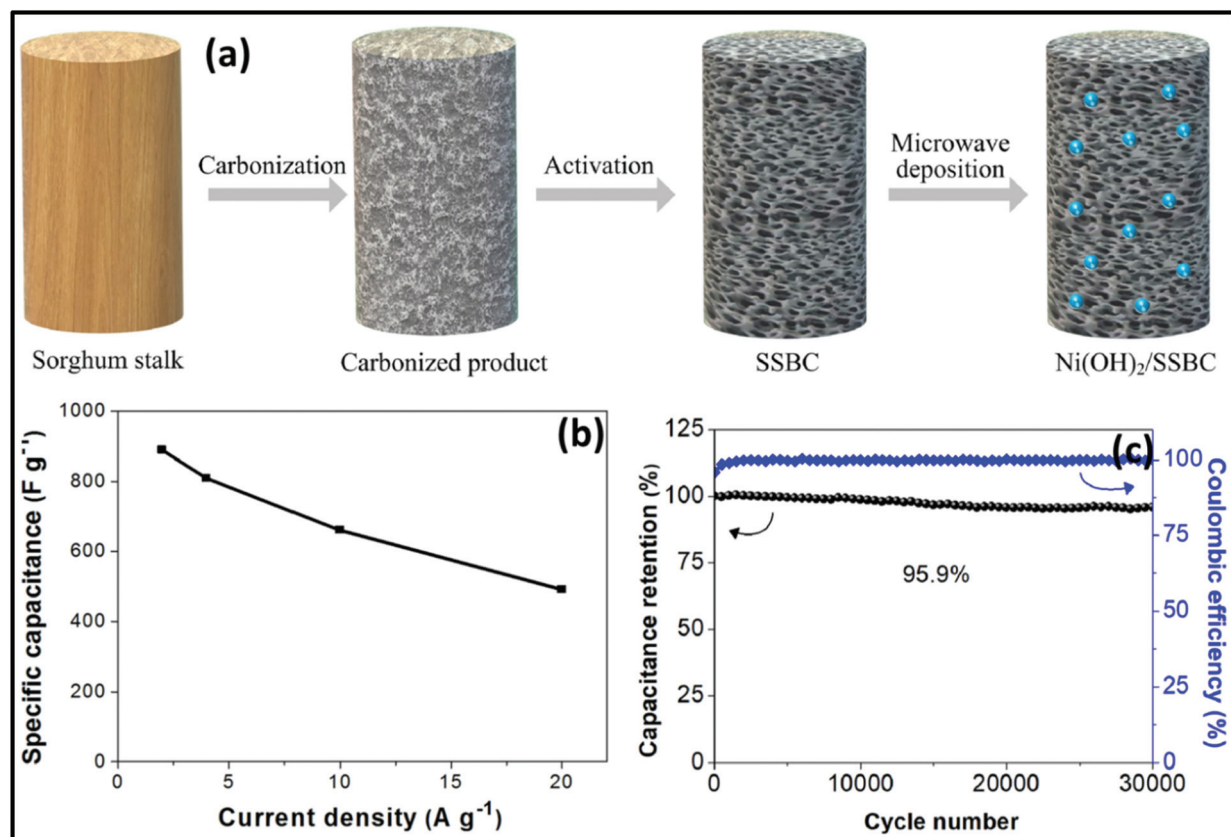 (a)
Carbonization
Activation
Microwave
deposition
Sorghum stalk
Carbonized product
SSBC
Ni(OH)₂/SSBC
(b)
Specific capacitance (F g⁻¹)
1000
800
600
400
200
0
0
5
10
15
20
Current density (A g⁻¹)
(c)
Capacitance retention (%)
125
100
75
50
25
0
95.9%
100
75
50
25
0
Coulombic efficiency (%)
0
10000
20000
30000
Cycle number